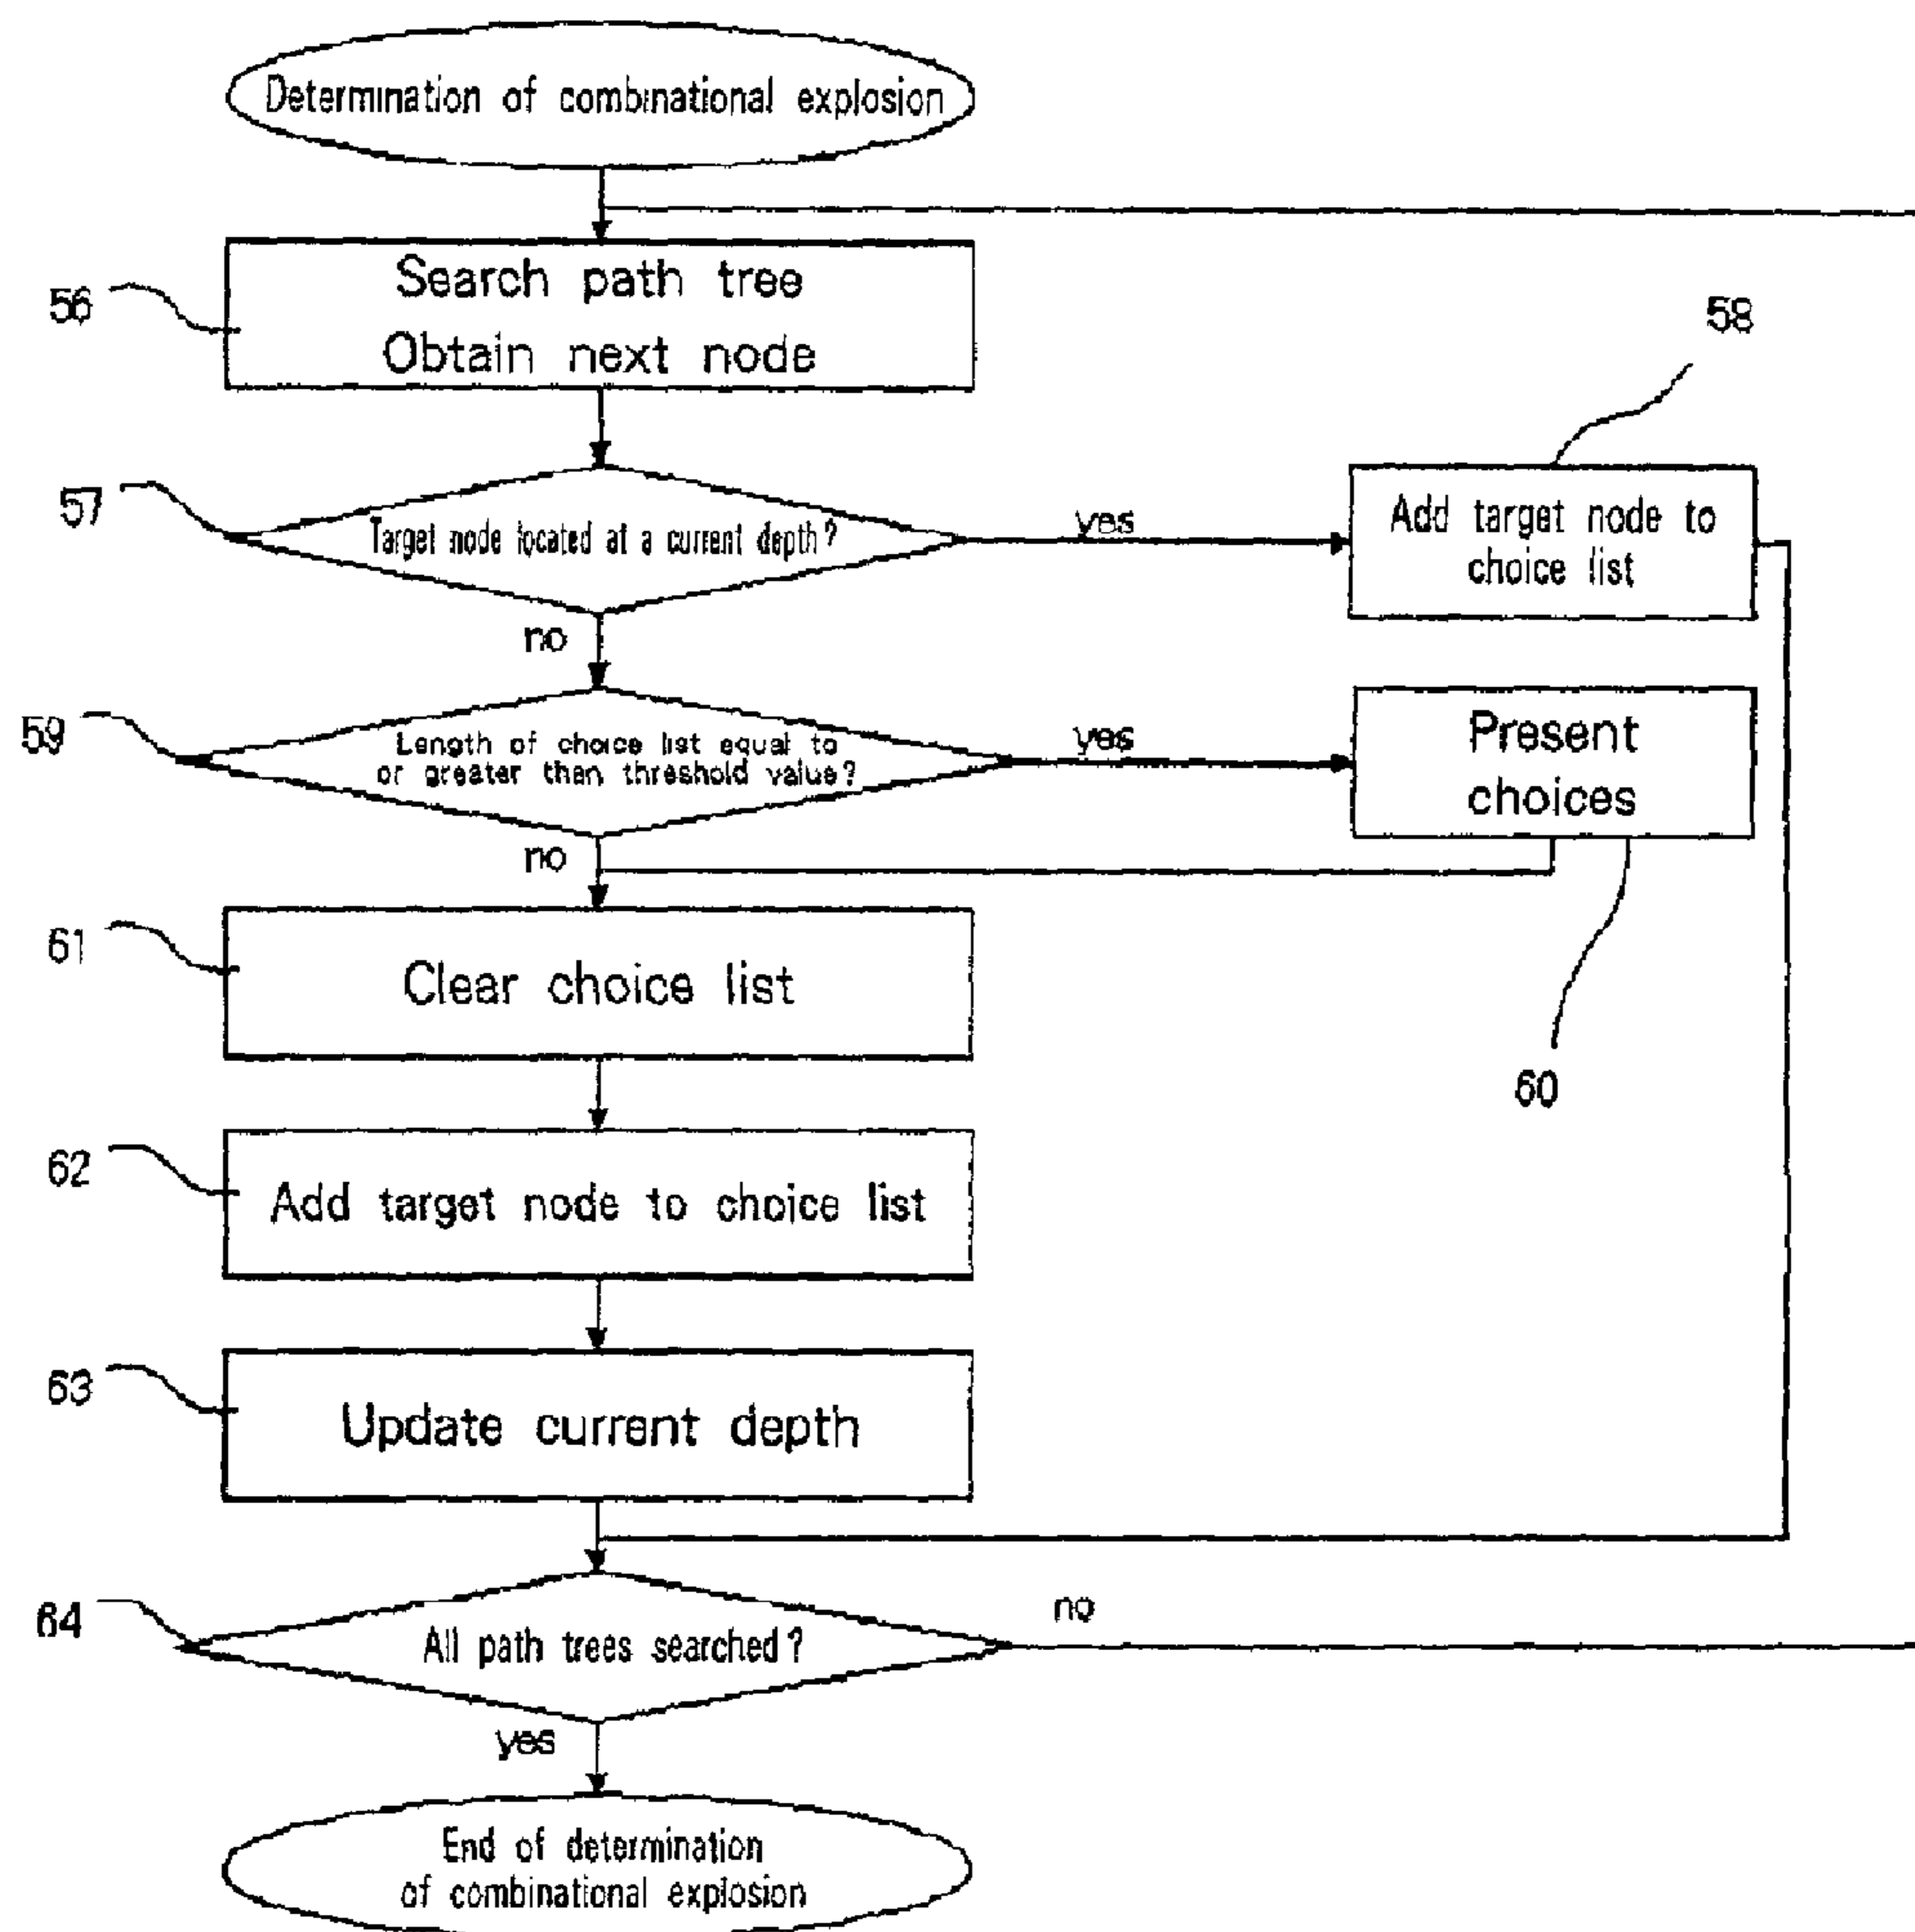 Determination of combinational explosion
56
Search path tree
Obtain next node
58
57
Target node located at a current depth?
yes
Add target node to
choice list
no
59
Length of choice list equal to
or greater than threshold value?
yes
Present
choices
no
61
Clear choice list
60
62
Add target node to choice list
63
Update current depth
64
All path trees searched?
no
yes
End of determination
of combinational explosion